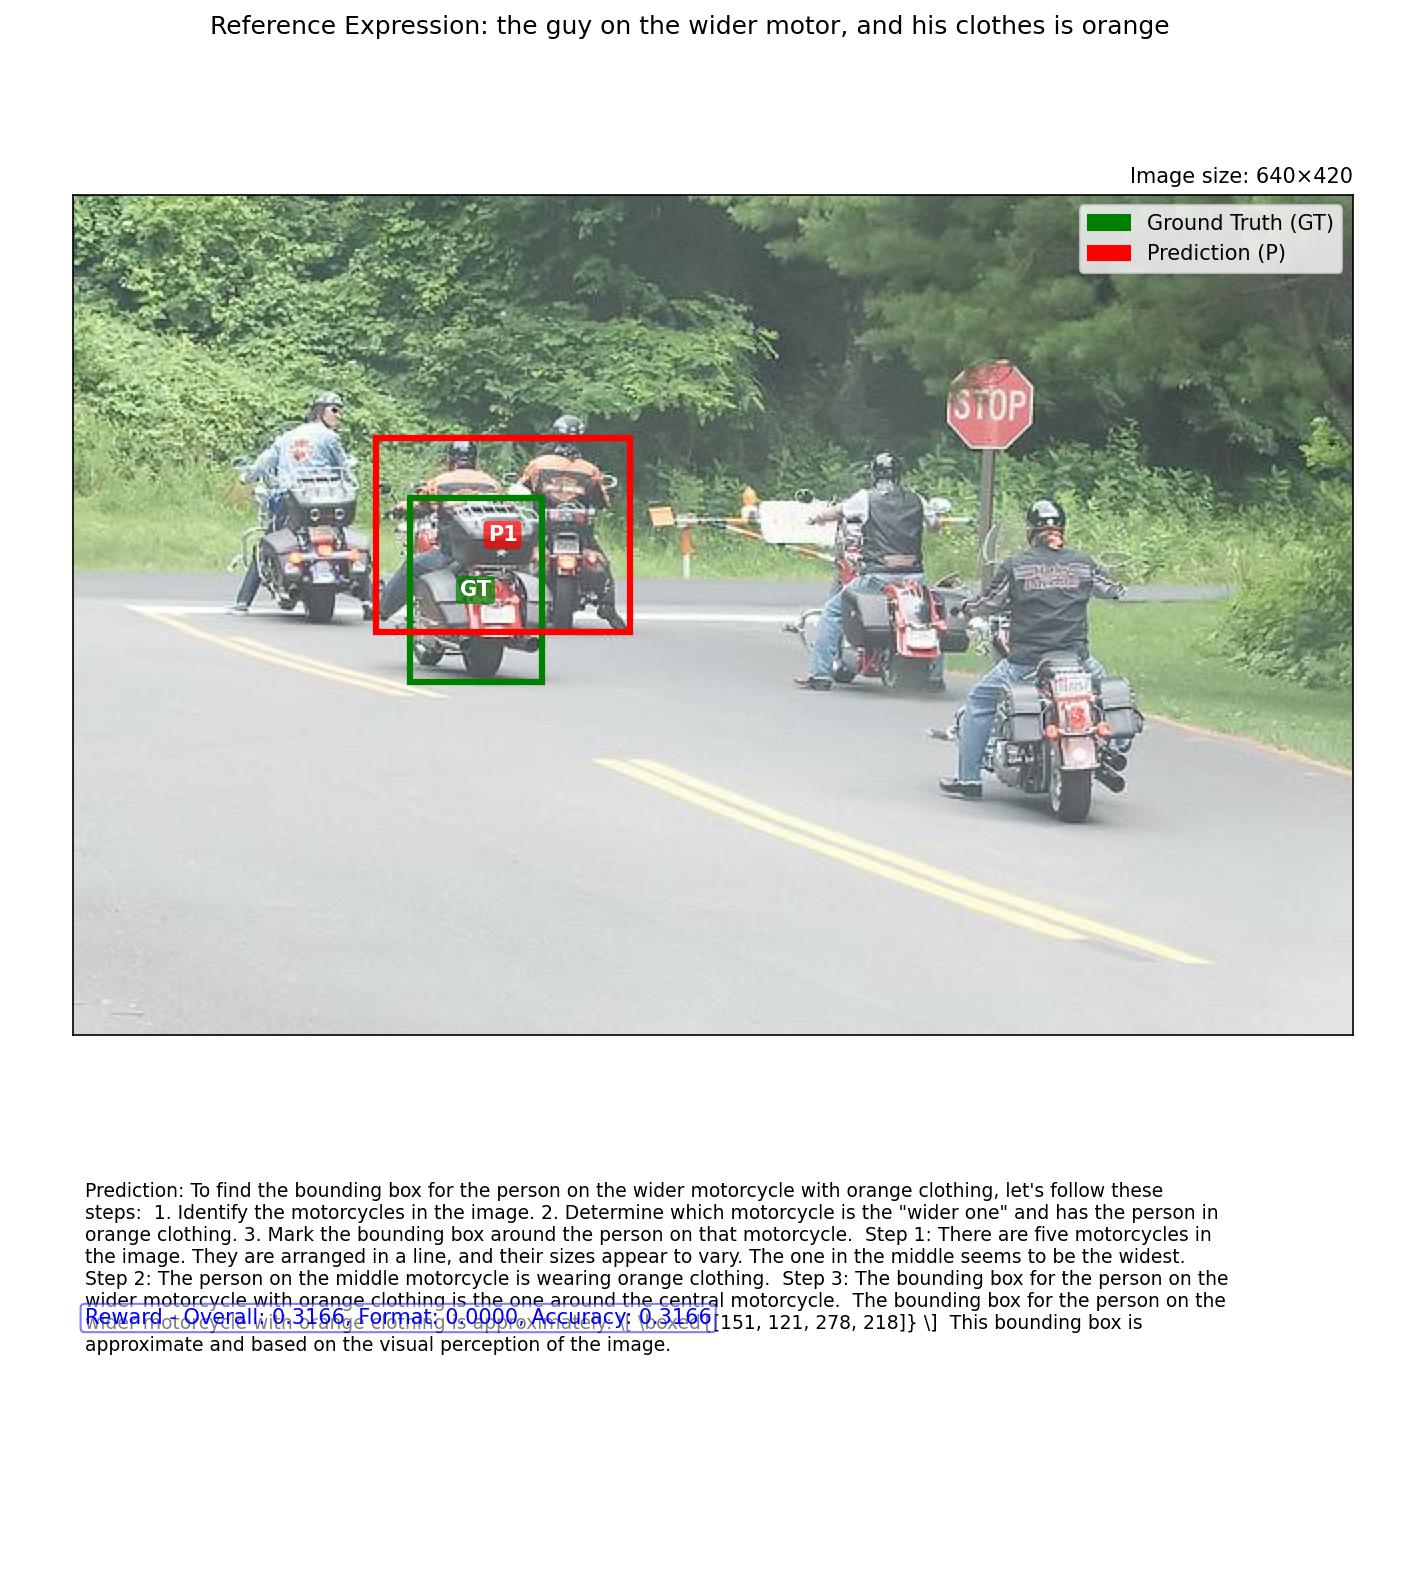 Reference Expression: the guy on the wider motor, and his clothes is orange
Image size: 640×420
Ground Truth (GT)
Prediction (P)
STOP
P1
GT
Prediction: To find the bounding box for the person on the wider motorcycle with orange clothing, let's follow these
steps:  1. Identify the motorcycles in the image. 2. Determine which motorcycle is the "wider one" and has the person in
orange clothing. 3. Mark the bounding box around the person on that motorcycle.  Step 1: There are five motorcycles in
the image. They are arranged in a line, and their sizes appear to vary. The one in the middle seems to be the widest.
Step 2: The person on the middle motorcycle is wearing orange clothing.  Step 3: The bounding box for the person on the
wider motorcycle with orange clothing is the one around the central motorcycle.  The bounding box for the person on the
wider motorcycle with orange clothing is approximately: \[ \boxed{[151, 121, 278, 218]} \]  This bounding box is
Reward - Overall: 0.3166, Format: 0.0000, Accuracy: 0.3166
approximate and based on the visual perception of the image.